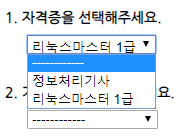 1. 자격증을 선택해주세요.
리눅스마스터 1급
------------
정보처리기사
2. 요.
리눅스마스터 1급
------------